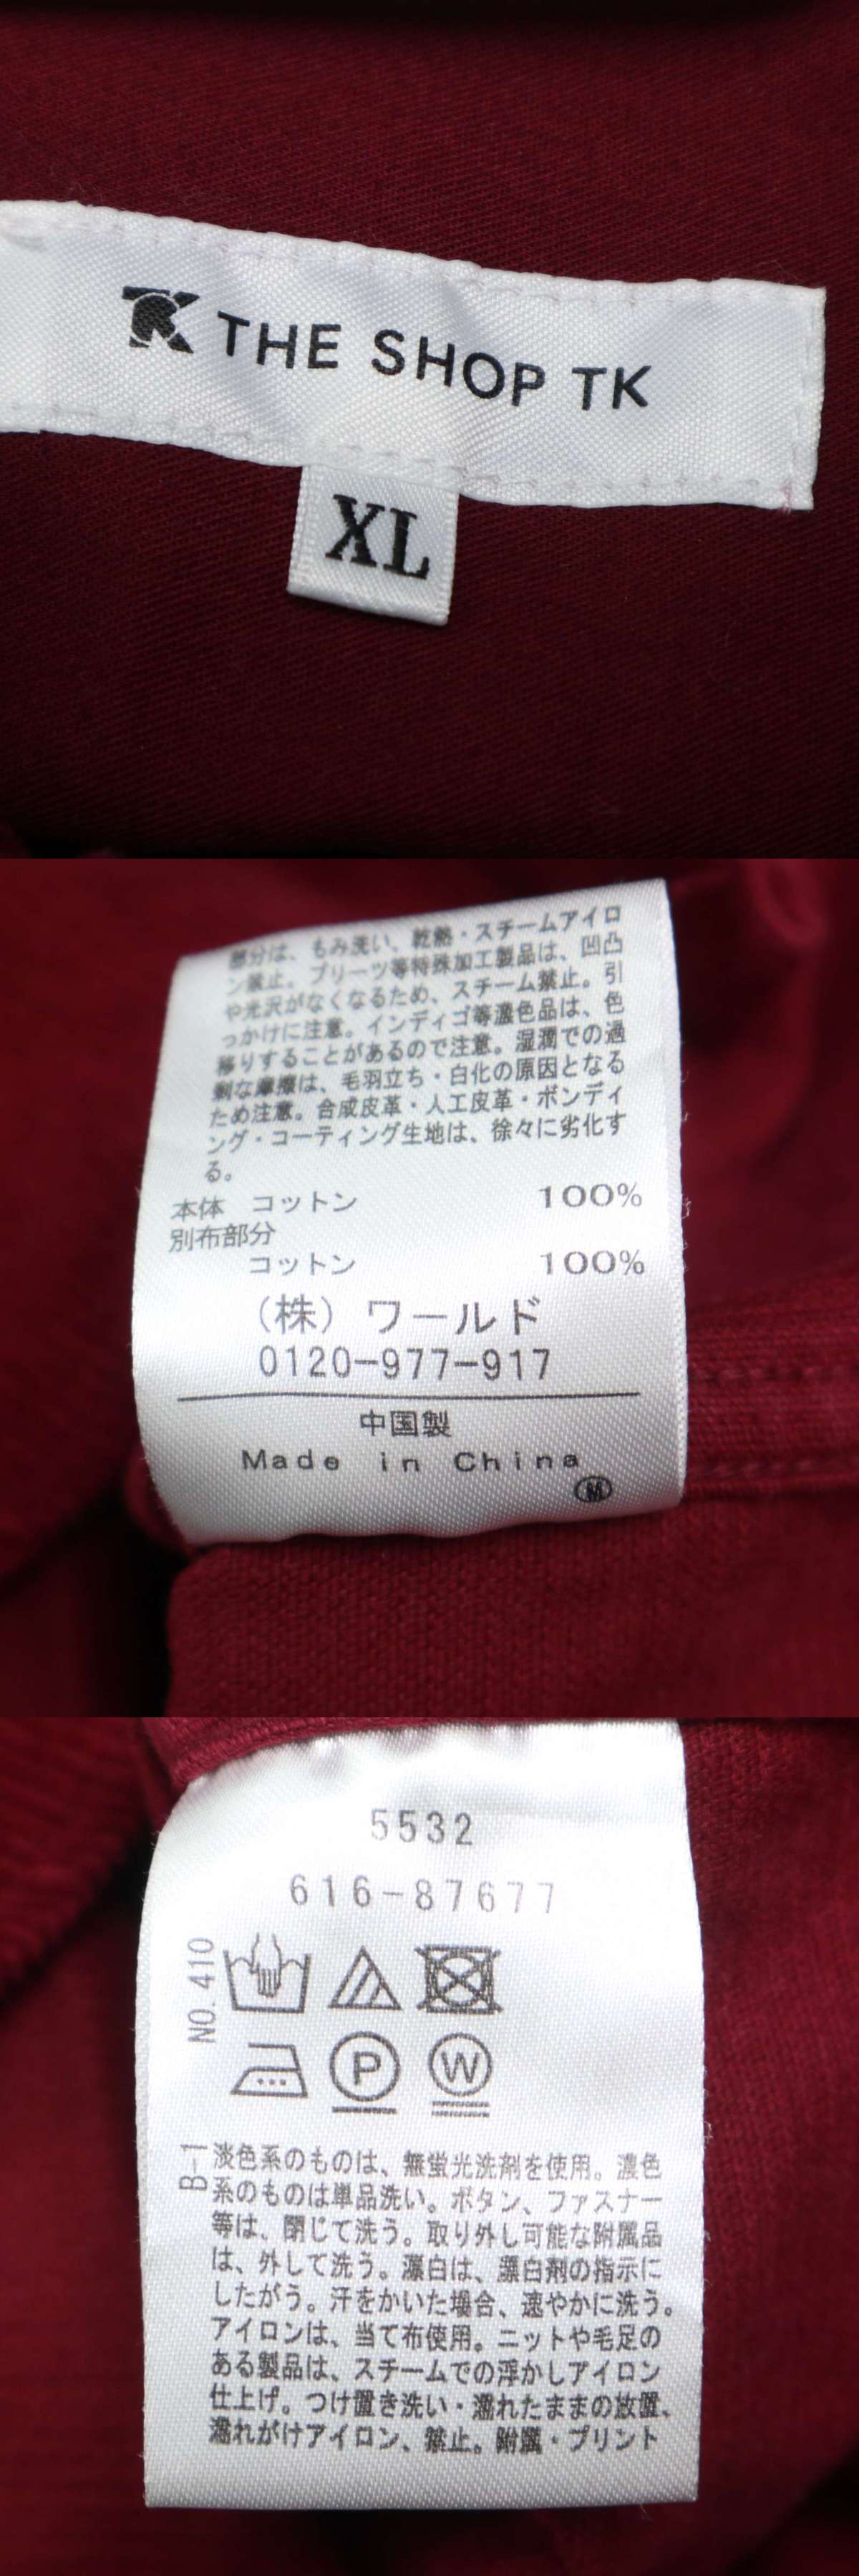 THE SHOP TK
XL
部分は、もみ洗い、乾熱・スチームアイロ
ン禁止。プリーツ等特殊加工製品は、凹凸
や光沢がなくなるため、スチーム禁止。引
っかけに注意。インディゴ等濃色品は、色
移りすることがあるので注意。湿潤での過
剰な摩擦は、毛羽立ち・白化の原因となる
ため注意。合成皮革・人工皮革・ボンディ
ング・コーティング生地は、徐々に劣化す
る。
本体 コットン 100%
別布部分
コットン 100%
(株) ワールド
0120-977-917
中国製
Made in China
M
5532
616-87677
NO. 410
P W
B-1
淡色系のものは、無蛍光洗剤を使用。濃色
系のものは単品洗い。ボタン、ファスナー
等は、閉じて洗う。取り外し可能な附属品
は、外して洗う。漂白は、漂白剤の指示に
したがう。汗をかいた場合、速やかに洗う。
アイロンは、当て布使用。ニットや毛足の
ある製品は、スチームでの浮かしアイロン
仕上げ。つけ置き洗い・濡れたままの放置、
濡れがけアイロン、禁止。附属・プリント